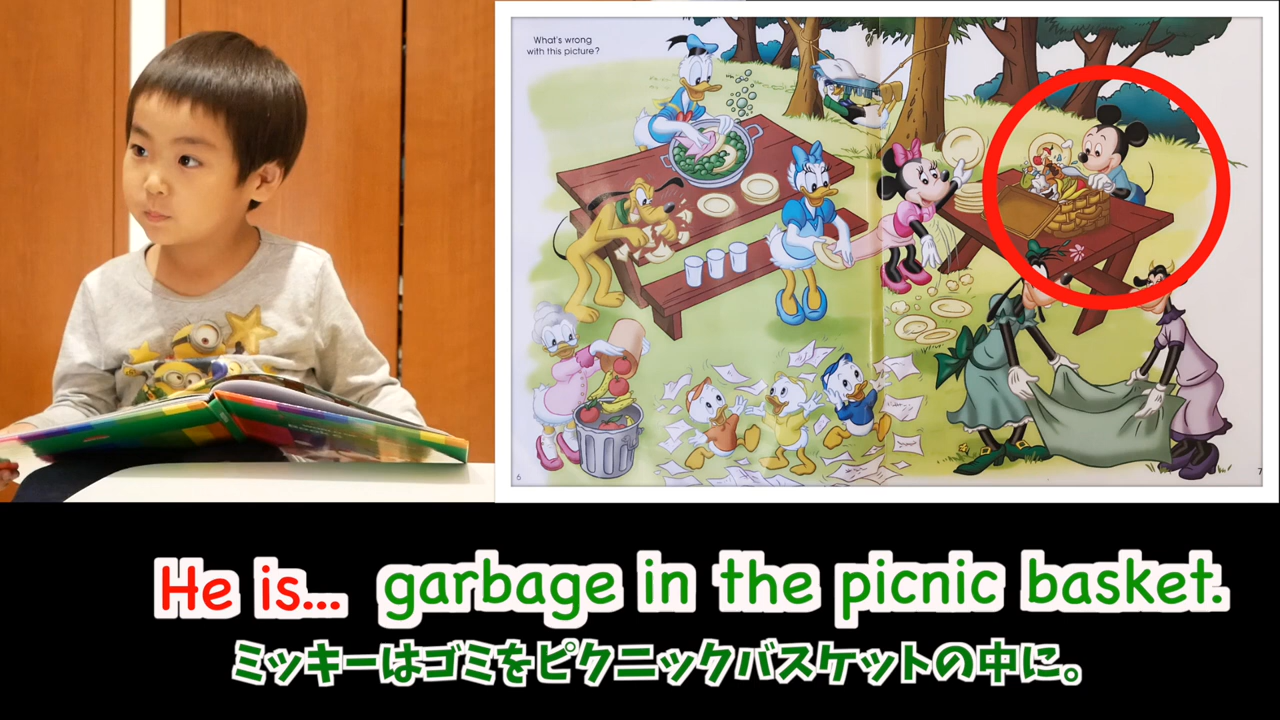 What's wrong
with this picture?
6
7
He is... garbage in the picnic basket.
ミッキーはゴミをピクニックバスケットの中に。